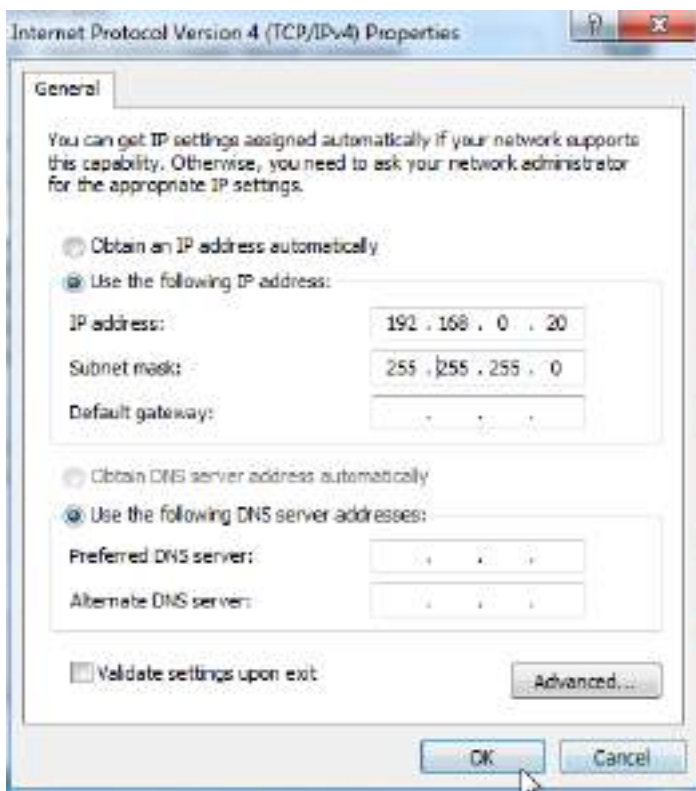 Internet Protocol Version 4 (TCP/IPv4) Properties
General
You can get IP settings assigned automatically if your network supports
this capability. Otherwise, you need to ask your network administrator
for the appropriate IP settings.
Obtain an IP address automatically
Use the following IP address:
IP address: 192 . 168 . 0 . 20
Subnet mask: 255 . 255 . 255 . 0
Default gateway: . . .
Obtain DNS server address automatically
Use the following DNS server addresses:
Preferred DNS server: . . .
Alternate DNS server: . . .
Validate settings upon exit
Advanced...
OK Cancel